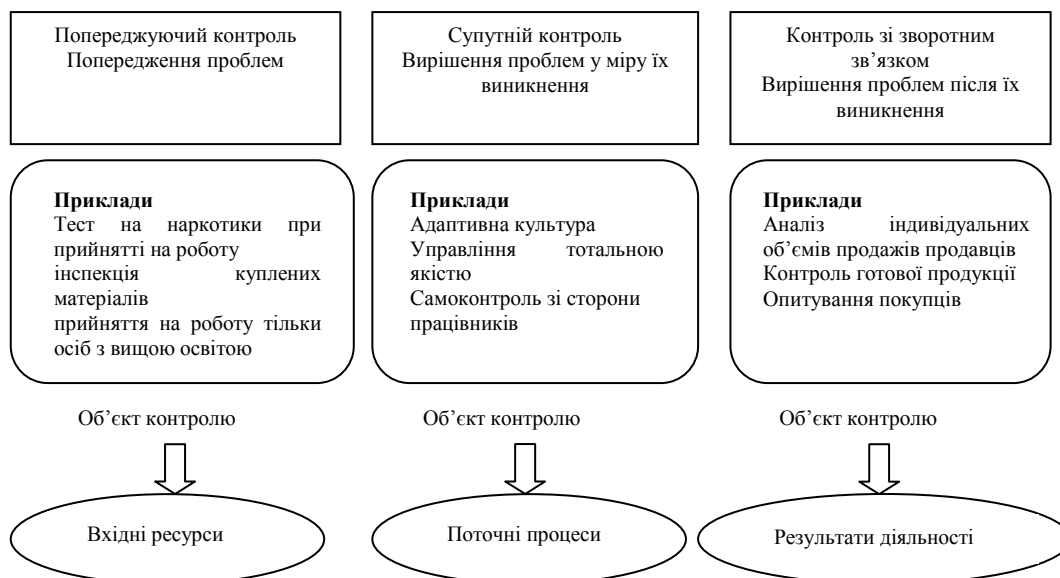 Попереджуючий контроль
Попередження проблем
Супутній контроль
Вирішення проблем у міру їх
виникнення
Контроль зі зворотним
зв’язком
Вирішення проблем після їх
виникнення
Приклади
Тест на наркотики при
прийнятті на роботу
інспекція куплених
матеріалів
прийняття на роботу тільки
осіб з вищою освітою
Приклади
Адаптивна культура
Управління тотальною
якістю
Самоконтроль зі сторони
працівників
Приклади
Аналіз індивідуальних
об’ємів продажів продавців
Контроль готової продукції
Опитування покупців
Об’єкт контролю
Об’єкт контролю
Об’єкт контролю
Вхідні ресурси
Поточні процеси
Результати діяльності